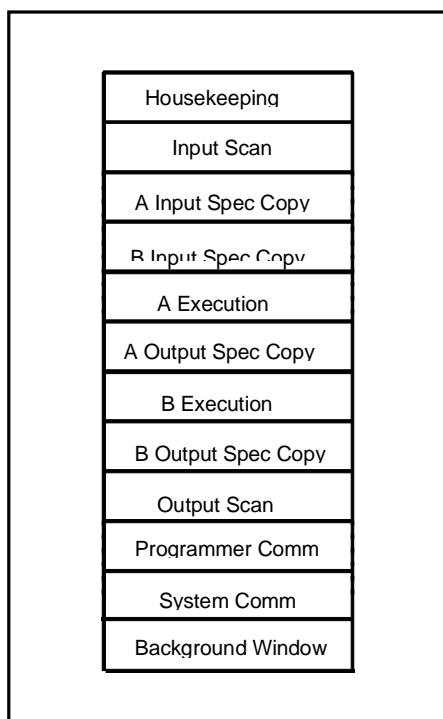 Housekeeping
Input Scan
A Input Spec Copy
B Input Spec Copy
A Execution
A Output Spec Copy
B Execution
B Output Spec Copy
Output Scan
Programmer Comm
System Comm
Background Window